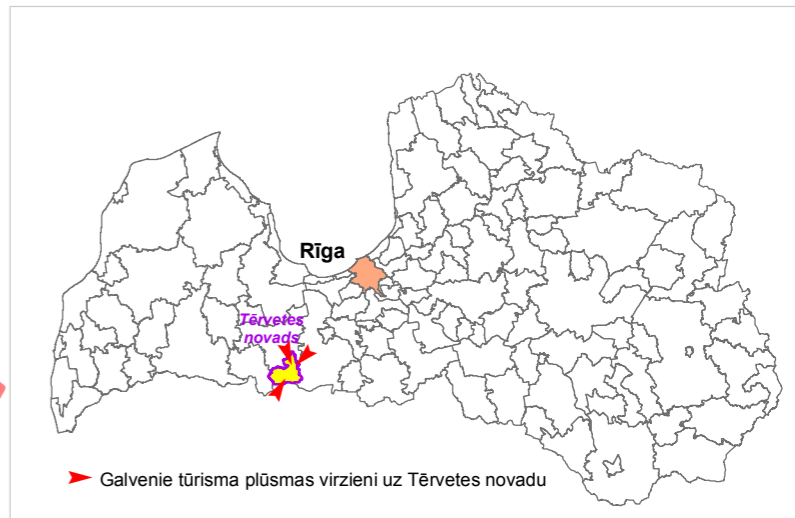 Rīga
Tērvetes
novads
Galvenie tūrisma plūsmas virzieni uz Tērvetes novadu